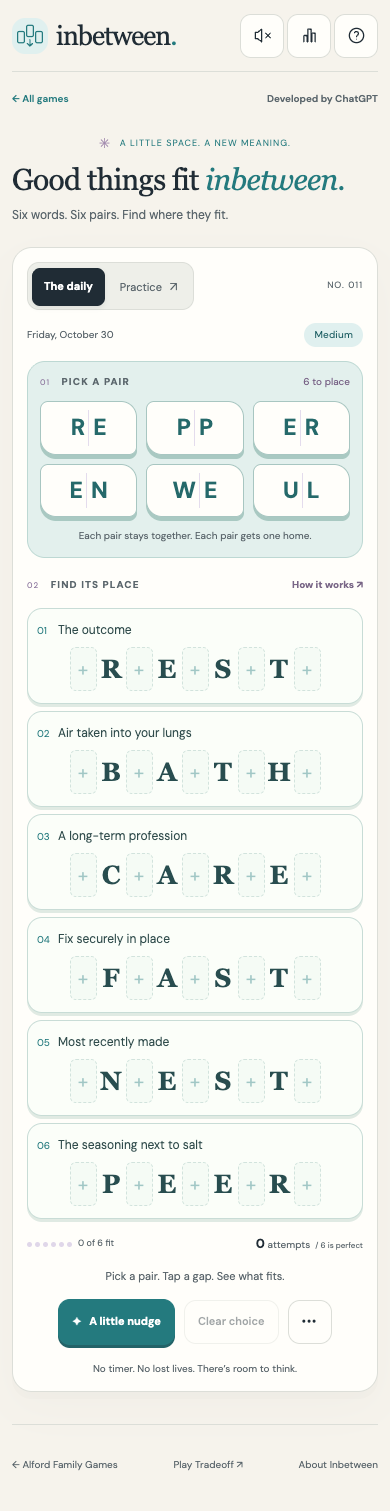 inbetween.
← All games
Developed by ChatGPT
A LITTLE SPACE. A NEW MEANING.
Good things fit inbetween.
Six words. Six pairs. Find where they fit.
The daily
Practice ↗
NO. 011
Friday, October 30
Medium
01 PICK A PAIR
6 to place
R E
P P
E R
E N
W E
U L
Each pair stays together. Each pair gets one home.
02 FIND ITS PLACE
How it works ↗
01 The outcome
+ R + E + S + T +
02 Air taken into your lungs
+ B + A + T + H +
03 A long-term profession
+ C + A + R + E +
04 Fix securely in place
+ F + A + S + T +
05 Most recently made
+ N + E + S + T +
06 The seasoning next to salt
+ P + E + E + R +
0 of 6 fit
0 attempts / 6 is perfect
Pick a pair. Tap a gap. See what fits.
✦ A little nudge
Clear choice
•••
No timer. No lost lives. There's room to think.
← Alford Family Games
Play Tradeoff ↗
About Inbetween